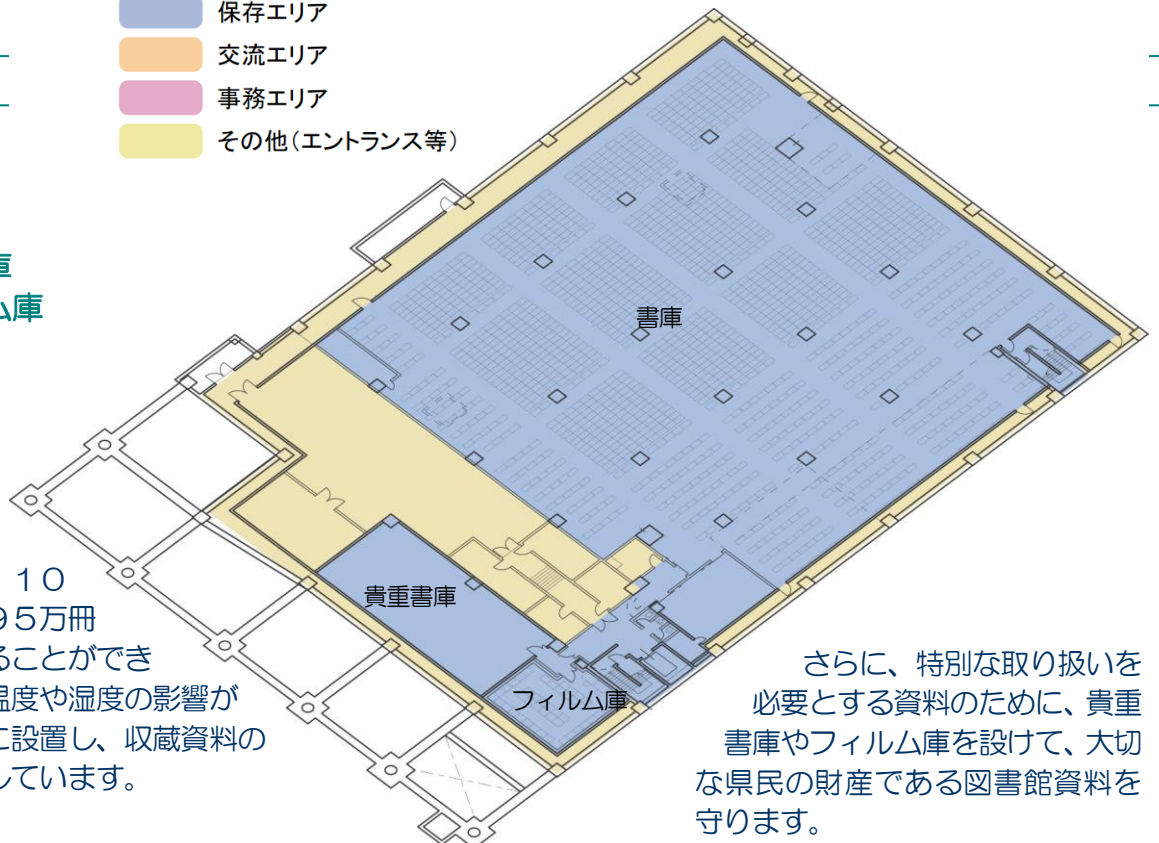 保存エリア
交流エリア
事務エリア
その他(エントランス等)
庫
ム庫
書庫
貴重書庫
フィルム庫
１０
９５万冊
ることができ
温度や湿度の影響が
に設置し、収蔵資料の
しています。
さらに、特別な取り扱いを
必要とする資料のために、貴重
書庫やフィルム庫を設けて、大切
な県民の財産である図書館資料を
守ります。